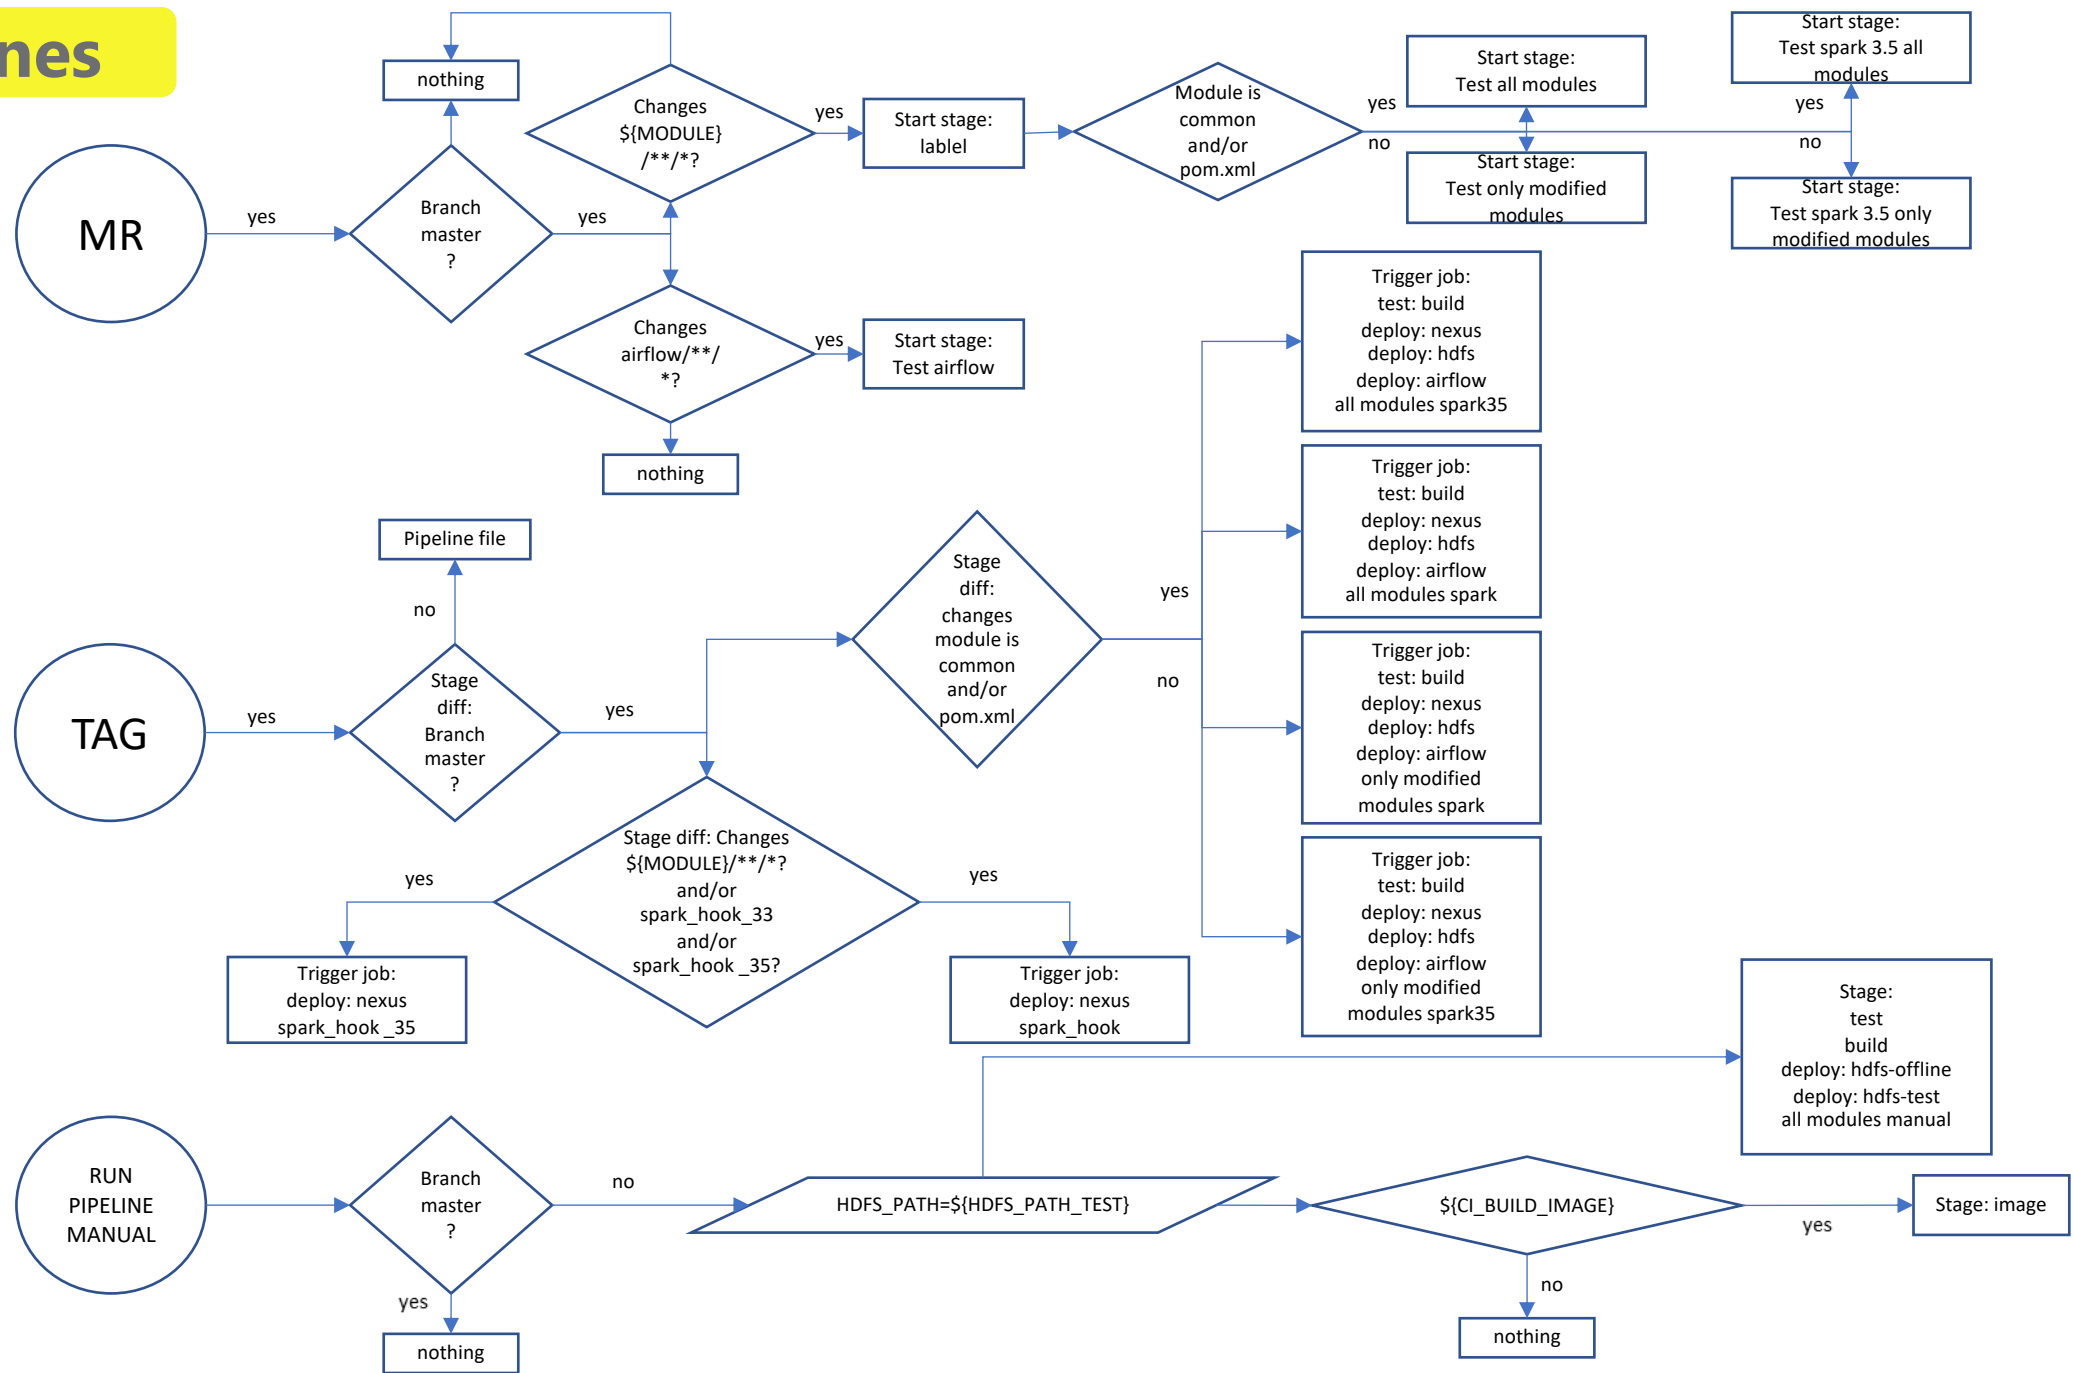 nes
MR
yes
Branch
master
?
nothing
yes
Changes
${MODULE}
/**/*?
yes
Start stage:
lablel
Module is
common
and/or
pom.xml
yes
no
Start stage:
Test all modules
Start stage:
Test only modified
modules
yes
no
Start stage:
Test spark 3.5 all
modules
Start stage:
Test spark 3.5 only
modified modules
Changes
airflow/**/
*?
yes
Start stage:
Test airflow
nothing
TAG
yes
Stage
diff:
Branch
master
?
no
Pipeline file
yes
Stage
diff:
changes
module is
common
and/or
pom.xml
yes
no
Trigger job:
test: build
deploy: nexus
deploy: hdfs
deploy: airflow
all modules spark35
Trigger job:
test: build
deploy: nexus
deploy: hdfs
deploy: airflow
all modules spark
Trigger job:
test: build
deploy: nexus
deploy: hdfs
deploy: airflow
only modified
modules spark
Trigger job:
test: build
deploy: nexus
deploy: hdfs
deploy: airflow
only modified
modules spark35
Stage diff: Changes
${MODULE}/**/*?
and/or
spark_hook_33
and/or
spark_hook _35?
yes
yes
Trigger job:
deploy: nexus
spark_hook _35
Trigger job:
deploy: nexus
spark_hook
RUN
PIPELINE
MANUAL
Branch
master
?
yes
nothing
no
HDFS_PATH=${HDFS_PATH_TEST}
Stage:
test
build
deploy: hdfs-offline
deploy: hdfs-test
all modules manual
${CI_BUILD_IMAGE}
yes
Stage: image
no
nothing